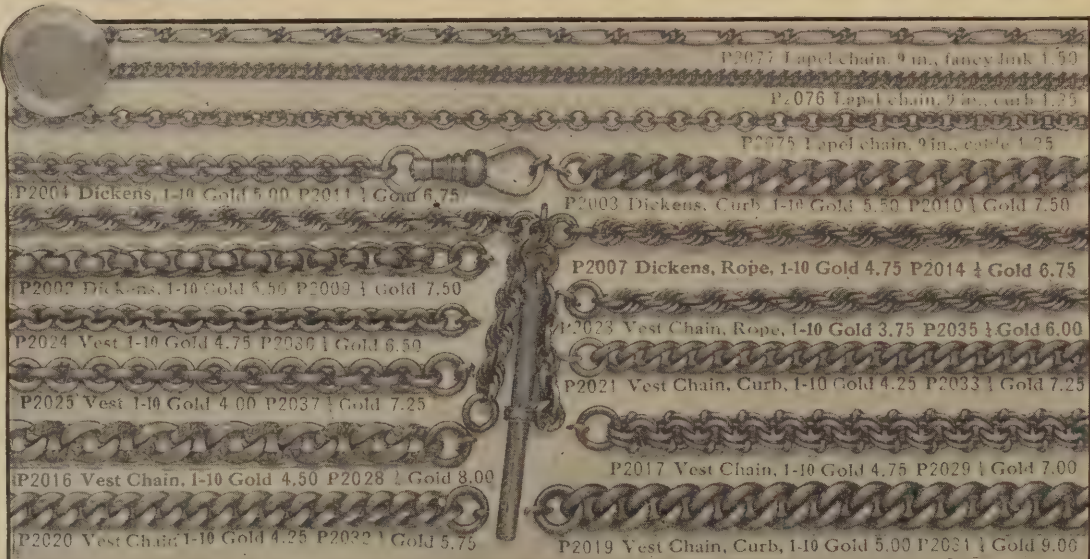 P2077 Lapel chain, 9 in., fancy link 1.50
P2076 Lapel chain, 9 in., curb 1.25
P2075 Lapel chain, 9 in., cable 1.25
P2004 Dickens, 1-10 Gold 5.00 P2011 ¼ Gold 6.75
P2003 Dickens, Curb, 1-10 Gold 5.50 P2010 ¼ Gold 7.50
P2007 Dickens, Rope, 1-10 Gold 4.75 P2014 ¼ Gold 6.75
P2002 Dickens, 1-10 Gold 5.50 P2009 ¼ Gold 7.50
P2023 Vest Chain, Rope, 1-10 Gold 3.75 P2035 ¼ Gold 6.00
P2024 Vest 1-10 Gold 4.75 P2036 ¼ Gold 6.50
P2021 Vest Chain, Curb, 1-10 Gold 4.25 P2033 ¼ Gold 7.25
P2025 Vest 1-10 Gold 4.00 P2037 ¼ Gold 7.25
P2017 Vest Chain, 1-10 Gold 4.75 P2029 ¼ Gold 7.00
P2016 Vest Chain, 1-10 Gold 4.50 P2028 ¼ Gold 8.00
P2020 Vest Chain 1-10 Gold 4.25 P2032 ¼ Gold 5.75
P2019 Vest Chain, Curb, 1-10 Gold 5.00 P2031 ¼ Gold 9.00